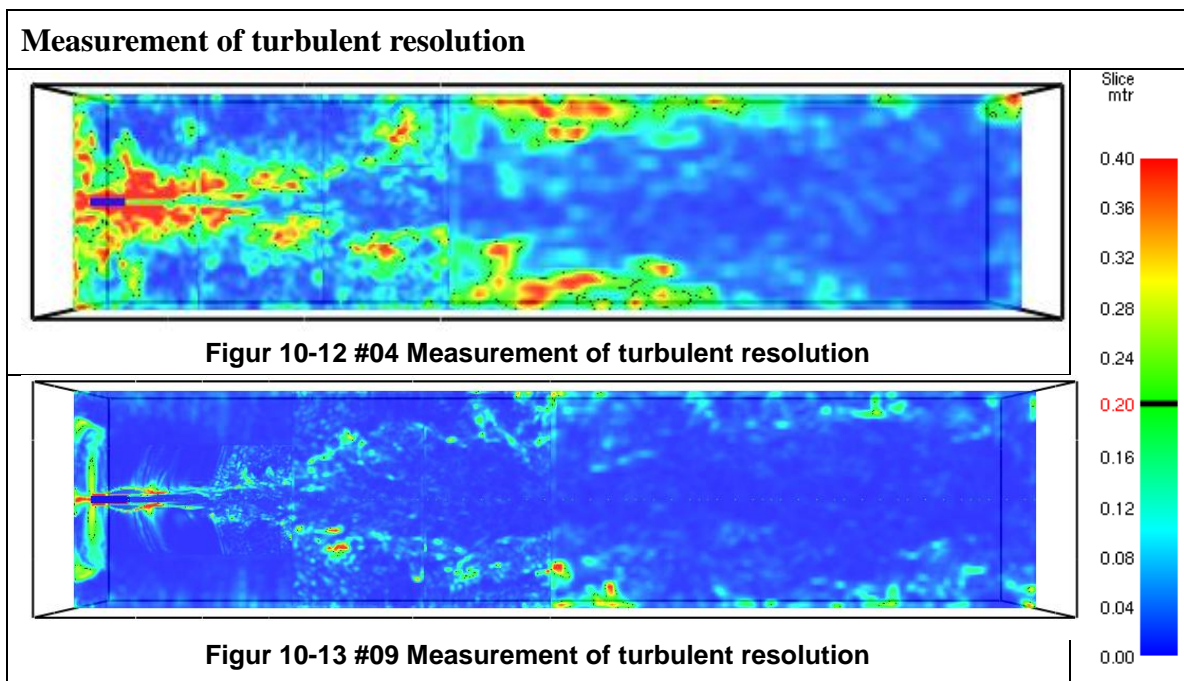 Measurement of turbulent resolution
Slice
mtr
0.40
0.36
0.32
0.28
0.24
0.20
0.16
0.12
0.08
0.04
0.00
Figur 10-12 #04 Measurement of turbulent resolution
Figur 10-13 #09 Measurement of turbulent resolution